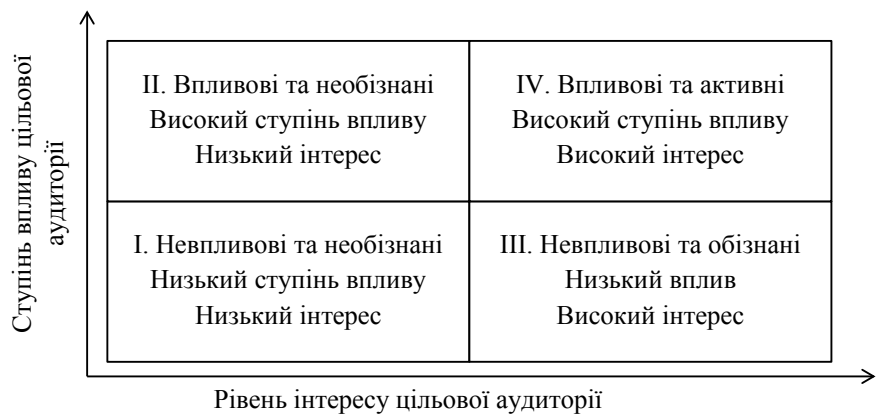 Ступінь впливу цільової
аудиторії
ІІ. Впливові та необізнані
Високий ступінь впливу
Низький інтерес
IV. Впливові та активні
Високий ступінь впливу
Високий інтерес
І. Невпливові та необізнані
Низький ступінь впливу
Низький інтерес
ІІІ. Невпливові та обізнані
Низький вплив
Високий інтерес
Рівень інтересу цільової аудиторії